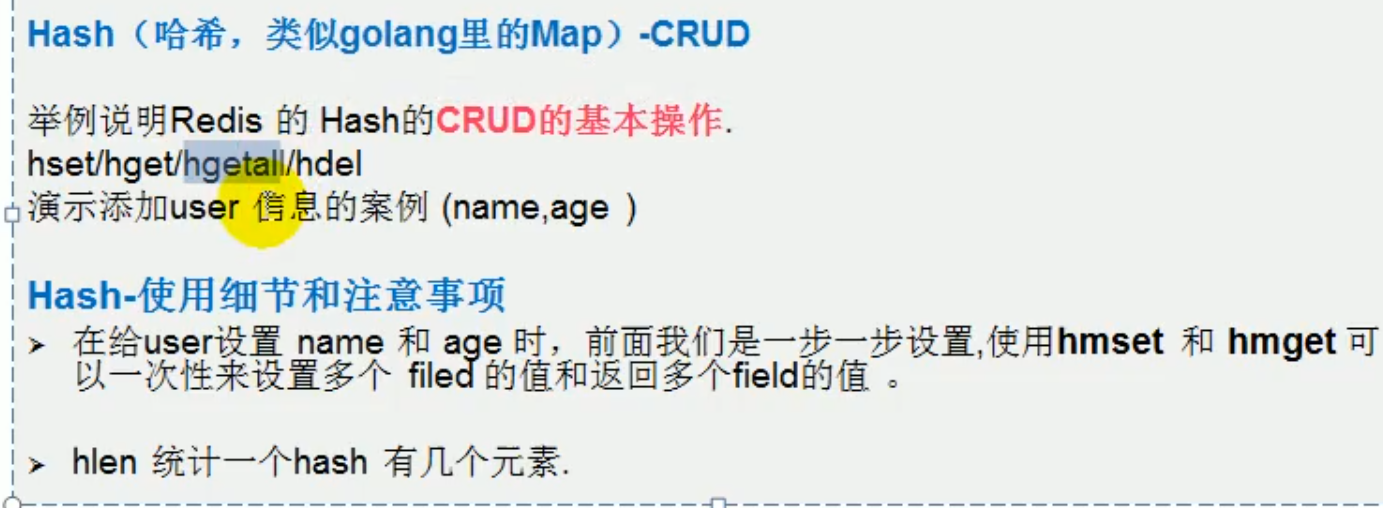 Hash（哈希，类似golang里的Map）-CRUD
举例说明Redis 的 Hash的CRUD的基本操作.
hset/hget/hgetall/hdel
演示添加user 信息的案例 (name,age )
Hash-使用细节和注意事项
➢ 在给user设置 name 和 age 时，前面我们是一步一步设置,使用hmset 和 hmget 可
以一次性来设置多个 filed 的值和返回多个field的值 。
➢ hlen 统计一个hash 有几个元素.